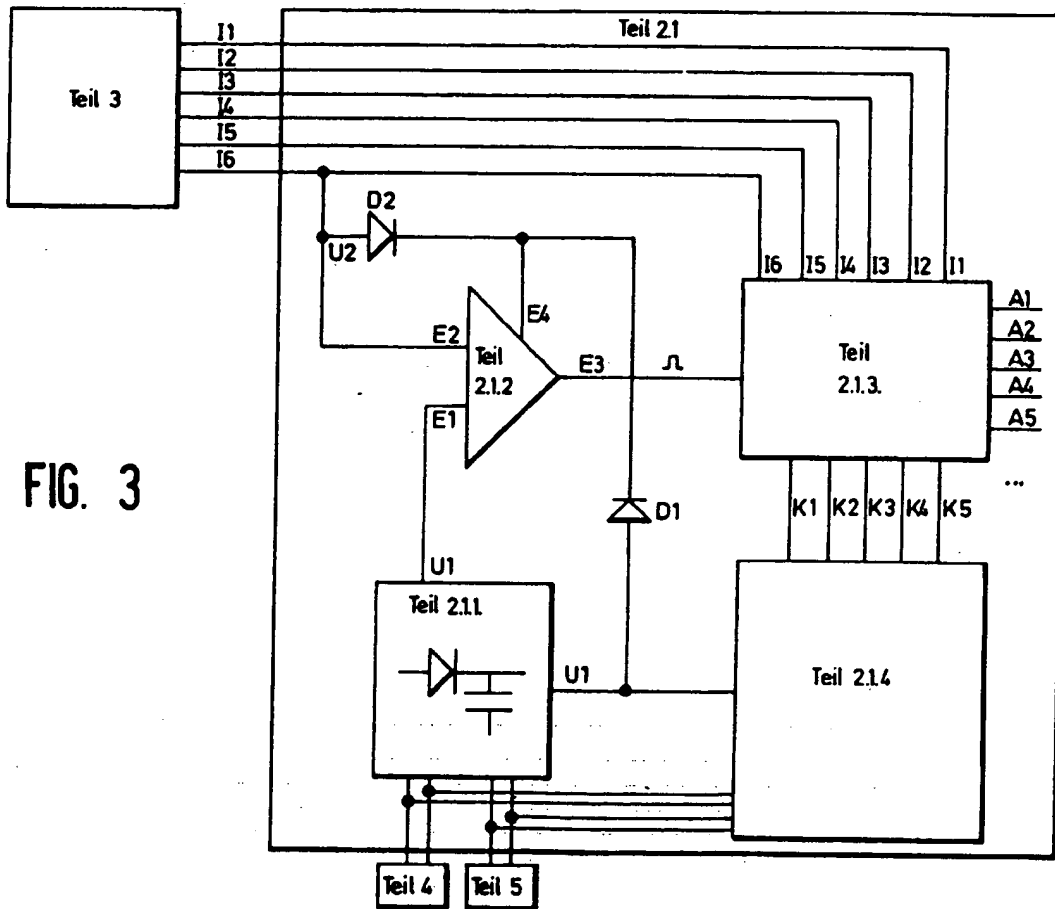 Teil 2.1
I1
I2
I3
I4
I5
I6
Teil 3
D2
U2
I6 I5 I4 I3 I2 I1
E4
E2
Teil
2.1.2
E3
E1
Teil
2.1.3.
A1
A2
A3
A4
A5
...
FIG. 3
D1
K1 K2 K3 K4 K5
U1
Teil 2.1.1.
U1
Teil 2.1.4
Teil 4
Teil 5